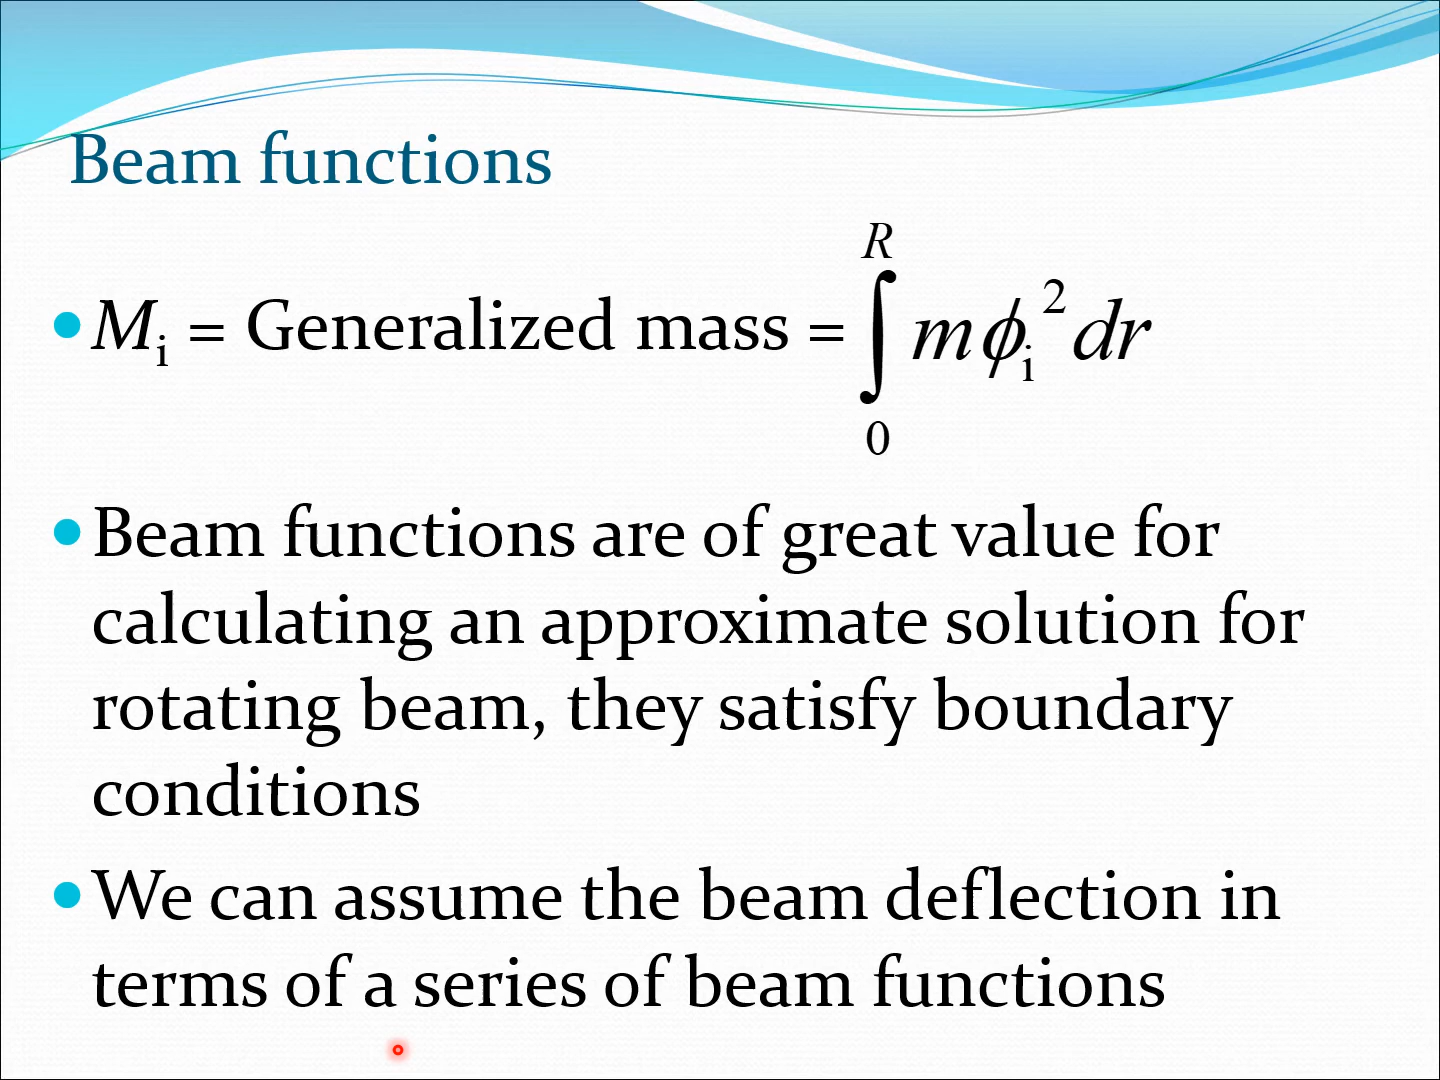 Beam functions
• Mi = Generalized mass = ∫₀ᴿ mϕi² dr
• Beam functions are of great value for
calculating an approximate solution for
rotating beam, they satisfy boundary
conditions
• We can assume the beam deflection in
terms of a series of beam functions